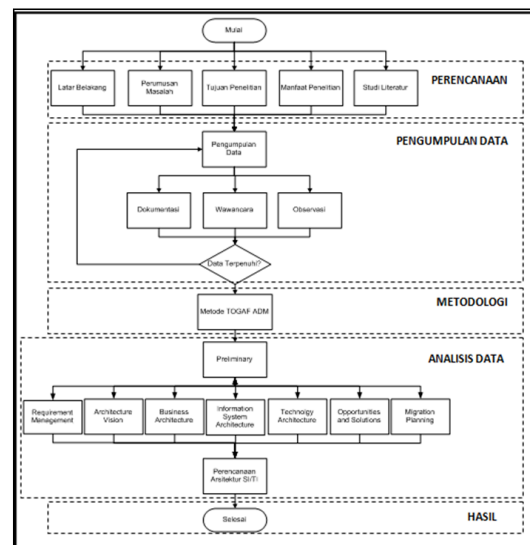 Mulai
Latar Belakang
Perumusan
Masalah
Tujuan Penelitian
Manfaat Penelitian
Studi Literatur
PERENCANAAN
PENGUMPULAN DATA
Pengumpulan
Data
Dokumentasi
Wawancara
Observasi
Data Terpenuhi?
METODOLOGI
Metode TOGAF ADM
ANALISIS DATA
Preliminary
Requirement
Menagement
Architecture
Vision
Business
Architecture
Information
System
Architecture
Technolgy
Architecture
Opportunities
and Solutions
Migration
Planning
Perencanaan
Arsitektur SI/TI
HASIL
Selesai